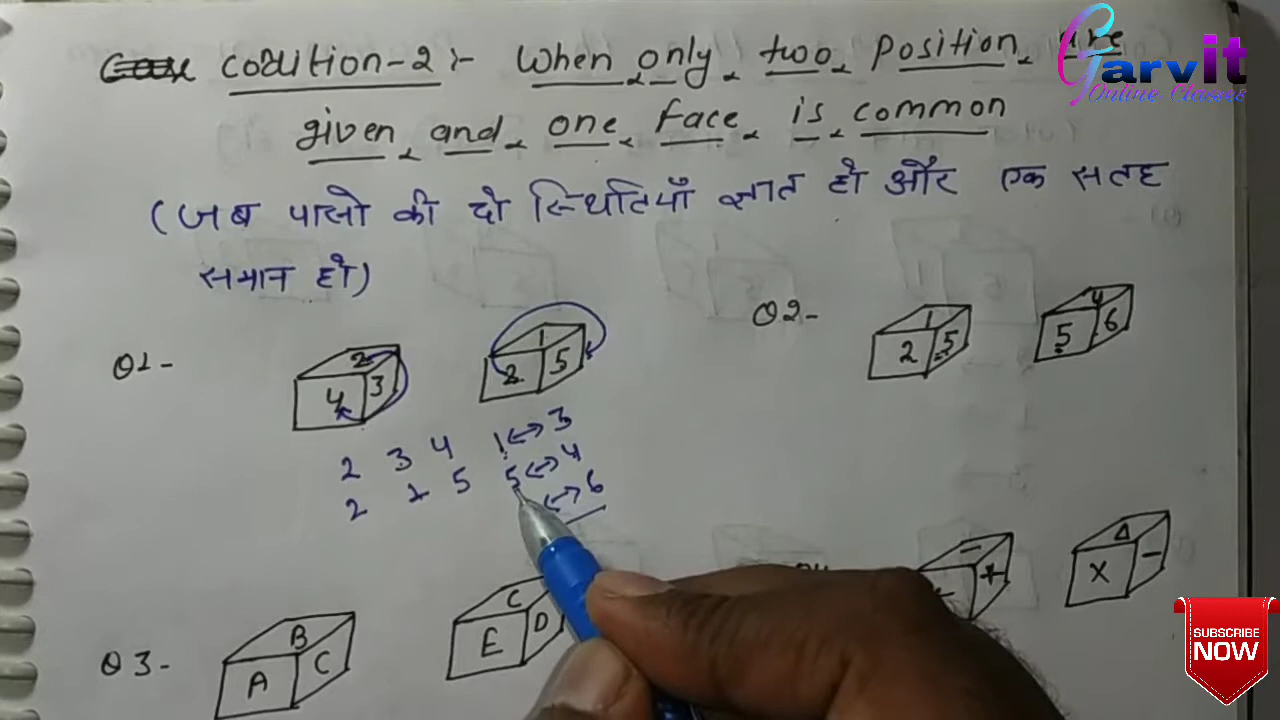 Condition-2:- When only two position are
given and one face is common
(जब पासो की दो स्थितियाँ ज्ञात हो और एक सतह
समान हो)
Garvit
Online Classes
Q1-
2
4 3
1
2 5
2 3 4
2 1 5
1↔3
5↔4
↔6
Q2-
1
2 5
4
5 6
Q3-
B
A C
C
E D
-
+
Δ
X -
SUBSCRIBE
NOW